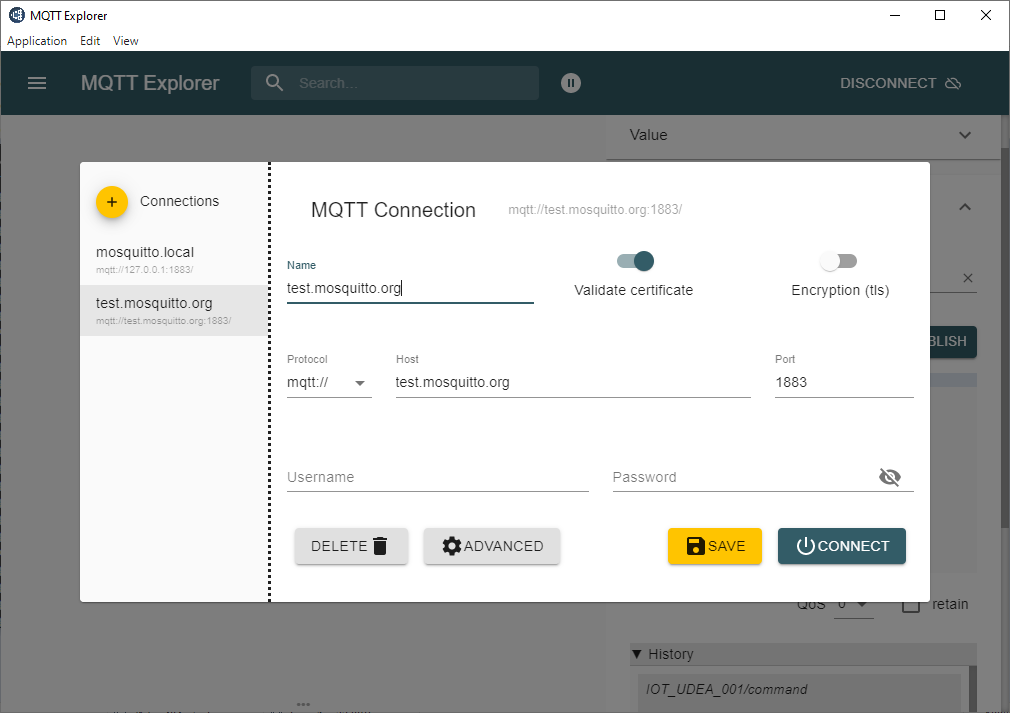 MQTT Explorer
Application Edit View
MQTT Explorer Search... DISCONNECT
Value
Connections
mosquitto.local
mqtt://127.0.0.1:1883/
test.mosquitto.org
mqtt://test.mosquitto.org:1883/
MQTT Connection mqtt://test.mosquitto.org:1883/
Name
test.mosquitto.org
Validate certificate
Encryption (tls)
Protocol Host Port
mqtt:// test.mosquitto.org 1883
Username Password
DELETE ADVANCED SAVE CONNECT
BLISH
QoS 0 retain
History
IOT_UDEA_001/command